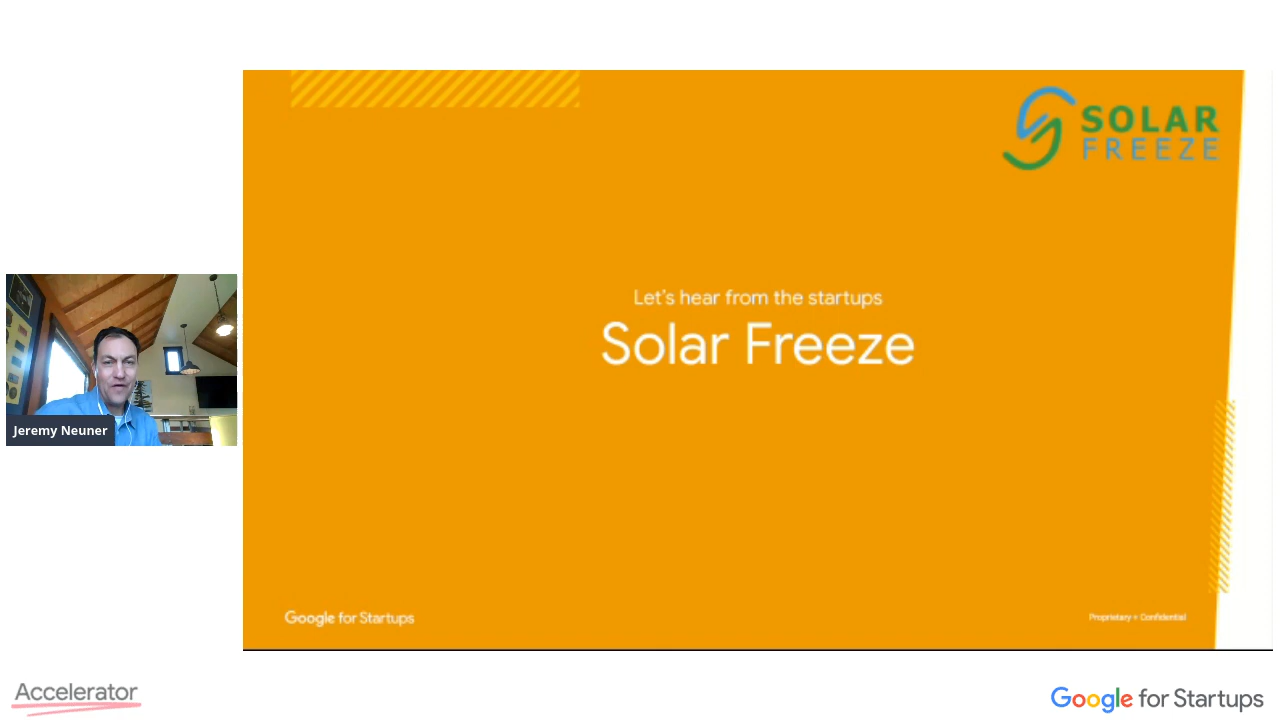 SOLAR
FREEZE
Let's hear from the startups
Solar Freeze
Jeremy Neuner
Google for Startups
Proprietary + Confidential
Accelerator
Google for Startups